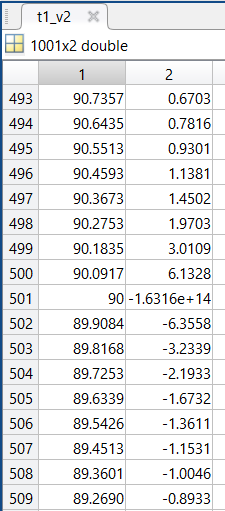 t1_v2
1001x2 double
1 2
493 90.7357 0.6703
494 90.6435 0.7816
495 90.5513 0.9301
496 90.4593 1.1381
497 90.3673 1.4502
498 90.2753 1.9703
499 90.1835 3.0109
500 90.0917 6.1328
501 90 -1.6316e+14
502 89.9084 -6.3558
503 89.8168 -3.2339
504 89.7253 -2.1933
505 89.6339 -1.6732
506 89.5426 -1.3611
507 89.4513 -1.1531
508 89.3601 -1.0046
509 89.2690 -0.8933